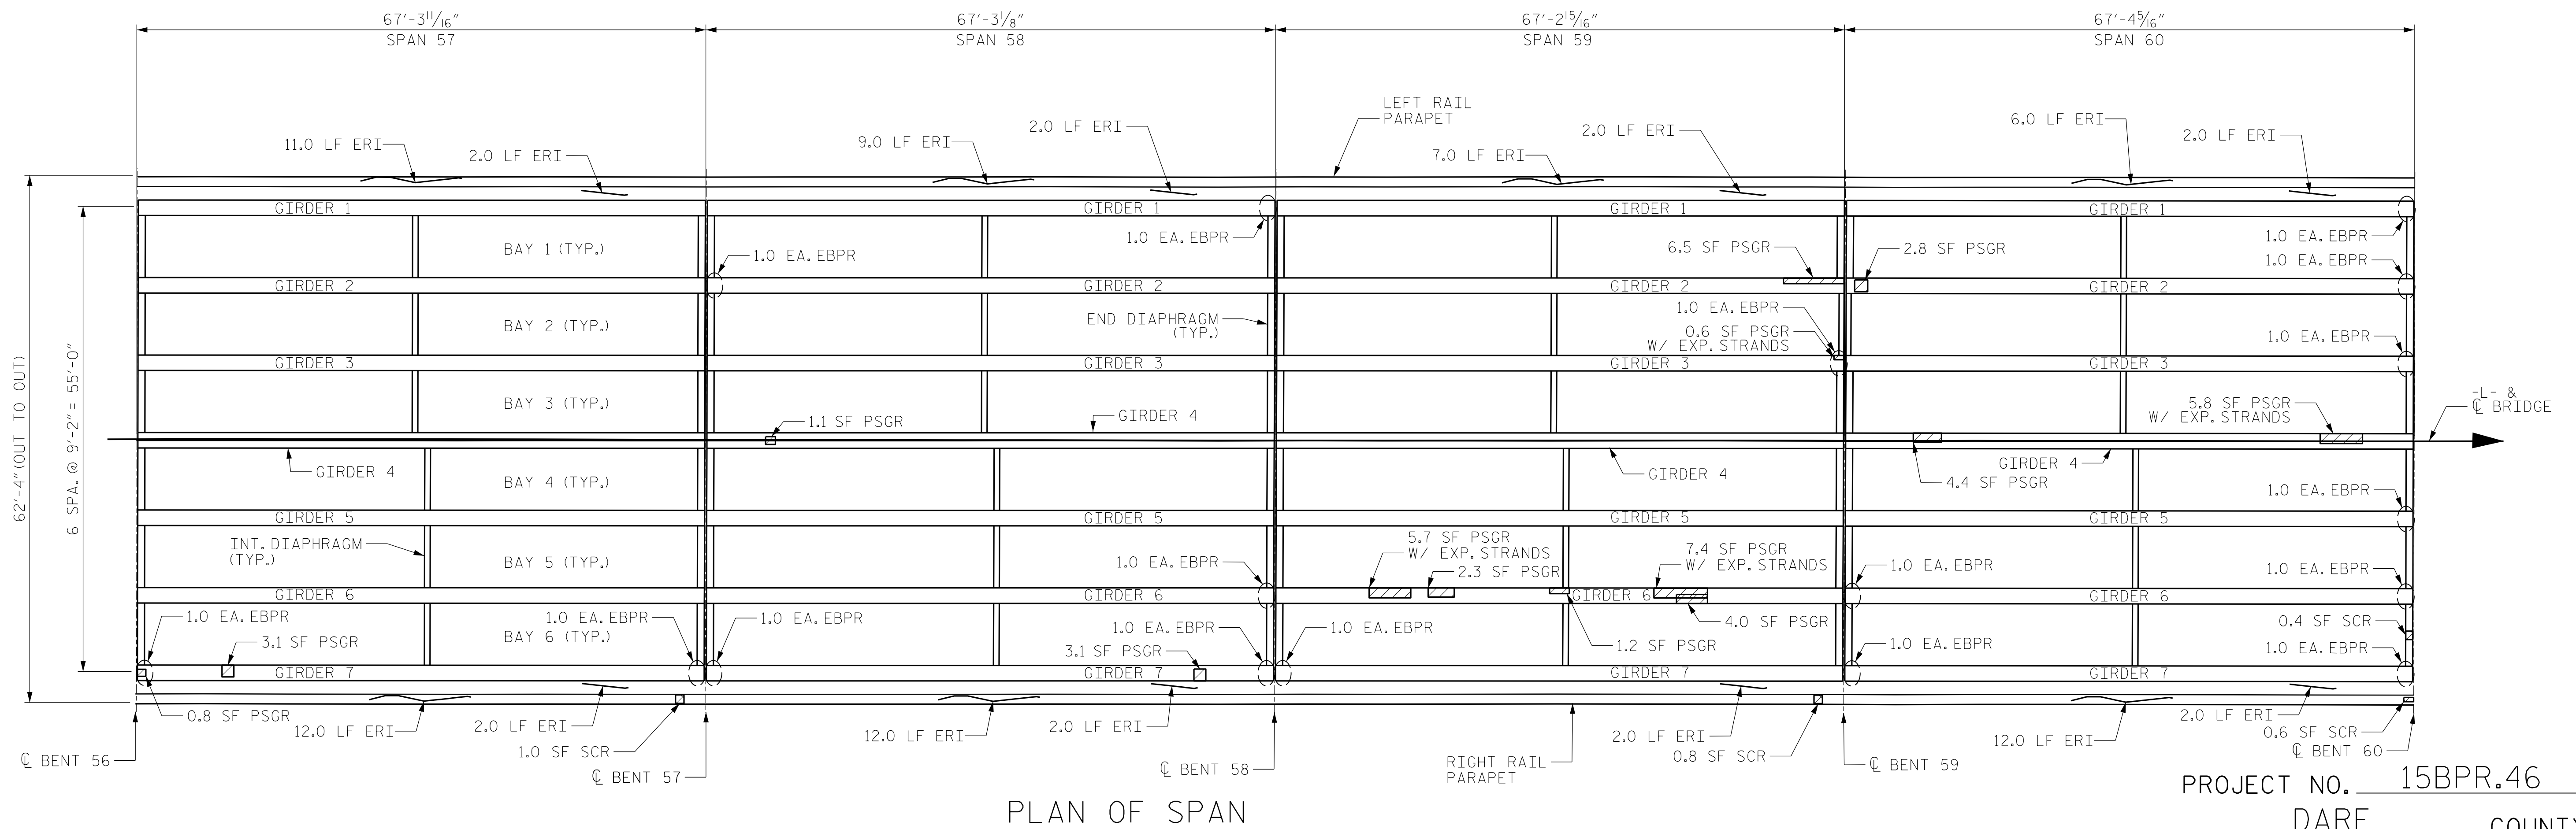 67'-3 11/16"
SPAN 57
67'-3 1/8"
SPAN 58
67'-2 15/16"
SPAN 59
67'-4 5/16"
SPAN 60
LEFT RAIL
PARAPET
11.0 LF ERI
2.0 LF ERI
9.0 LF ERI
2.0 LF ERI
7.0 LF ERI
2.0 LF ERI
6.0 LF ERI
2.0 LF ERI
62'-4" (OUT TO OUT)
6 SPA. @ 9'-2" = 55'-0"
GIRDER 1
GIRDER 1
GIRDER 1
GIRDER 1
BAY 1 (TYP.)
1.0 EA. EBPR
1.0 EA. EBPR
6.5 SF PSGR
2.8 SF PSGR
1.0 EA. EBPR
1.0 EA. EBPR
GIRDER 2
GIRDER 2
GIRDER 2
GIRDER 2
BAY 2 (TYP.)
END DIAPHRAGM
(TYP.)
1.0 EA. EBPR
0.6 SF PSGR
W/ EXP. STRANDS
1.0 EA. EBPR
GIRDER 3
GIRDER 3
GIRDER 3
GIRDER 3
BAY 3 (TYP.)
1.1 SF PSGR
GIRDER 4
5.8 SF PSGR
W/ EXP. STRANDS
-L- &
℄ BRIDGE
GIRDER 4
GIRDER 4
GIRDER 4
4.4 SF PSGR
BAY 4 (TYP.)
1.0 EA. EBPR
GIRDER 5
GIRDER 5
GIRDER 5
GIRDER 5
INT. DIAPHRAGM
(TYP.)
BAY 5 (TYP.)
1.0 EA. EBPR
5.7 SF PSGR
W/ EXP. STRANDS
2.3 SF PSGR
7.4 SF PSGR
W/ EXP. STRANDS
1.0 EA. EBPR
1.0 EA. EBPR
GIRDER 6
GIRDER 6
GIRDER 6
GIRDER 6
1.0 EA. EBPR
3.1 SF PSGR
1.0 EA. EBPR
BAY 6 (TYP.)
1.0 EA. EBPR
1.0 EA. EBPR
3.1 SF PSGR
1.0 EA. EBPR
1.2 SF PSGR
4.0 SF PSGR
1.0 EA. EBPR
0.4 SF SCR
1.0 EA. EBPR
GIRDER 7
GIRDER 7
GIRDER 7
GIRDER 7
0.8 SF PSGR
12.0 LF ERI
2.0 LF ERI
1.0 SF SCR
12.0 LF ERI
2.0 LF ERI
RIGHT RAIL
PARAPET
2.0 LF ERI
0.8 SF SCR
12.0 LF ERI
2.0 LF ERI
0.6 SF SCR
℄ BENT 56
℄ BENT 57
℄ BENT 58
℄ BENT 59
℄ BENT 60
PLAN OF SPAN
PROJECT NO. 15BPR.46
DARE COUNTY